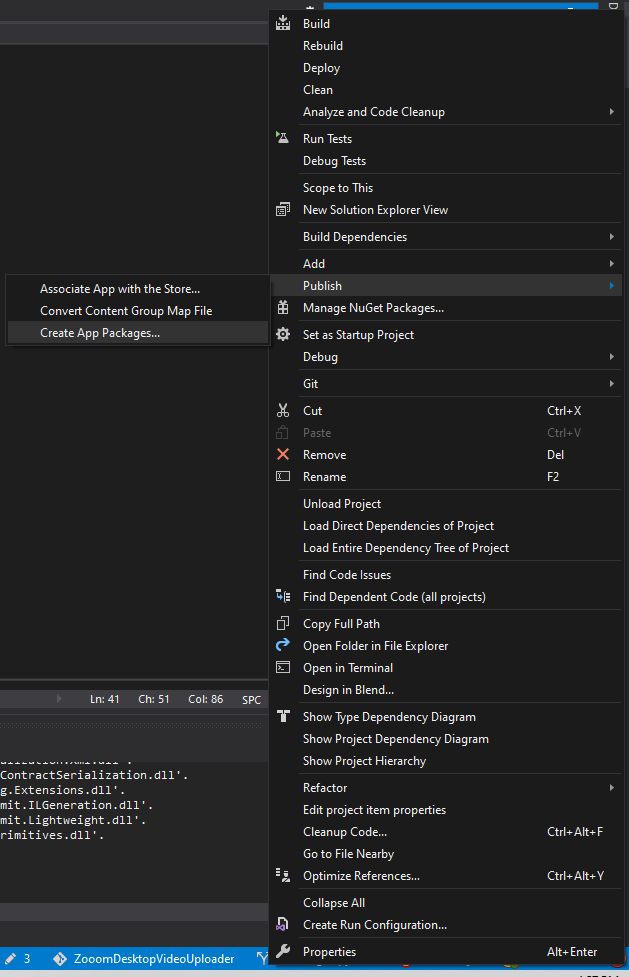 Build
Rebuild
Deploy
Clean
Analyze and Code Cleanup
Run Tests
Debug Tests
Scope to This
New Solution Explorer View
Build Dependencies
Add
Publish
Associate App with the Store...
Convert Content Group Map File
Create App Packages...
Manage NuGet Packages...
Set as Startup Project
Debug
Git
Cut Ctrl+X
Paste Ctrl+V
Remove Del
Rename F2
Unload Project
Load Direct Dependencies of Project
Load Entire Dependency Tree of Project
Find Code Issues
Find Dependent Code (all projects)
Copy Full Path
Open Folder in File Explorer
Open in Terminal
Design in Blend...
Show Type Dependency Diagram
Show Project Dependency Diagram
Show Project Hierarchy
Refactor
Edit project item properties
Cleanup Code... Ctrl+Alt+F
Go to File Nearby
Optimize References... Ctrl+Alt+Y
Collapse All
Create Run Configuration...
Properties Alt+Enter
Ln: 41 Ch: 51 Col: 86 SPC
ContractSerialization.dll'.
g.Extensions.dll'.
mit.ILGeneration.dll'.
mit.Lightweight.dll'.
rimitives.dll'.
3 ZooomDesktopVideoUploader